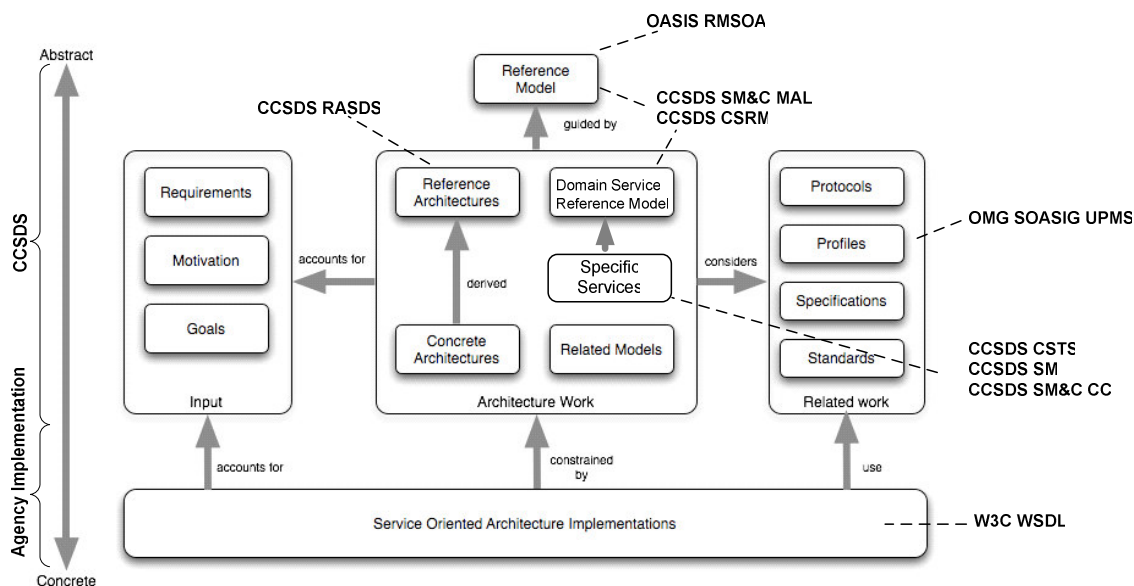 OASIS RMSOA
Abstract
Reference
Model
CCSDS SM&C MAL
CCSDS CSRM
CCSDS RASDS
guided by
Requirements
Reference
Architectures
Domain Service
Reference Model
Protocols
OMG SOASIG UPMS
CCSDS
Motivation
accounts for
derived
Specific
Services
considers
Profiles
Specifications
Goals
Concrete
Architectures
Related Models
Standards
CCSDS CSTS
CCSDS SM
CCSDS SM&C CC
Input
Architecture Work
Related work
Agency Implementation
accounts for
constrained
by
use
Service Oriented Architecture Implementations
W3C WSDL
Concrete